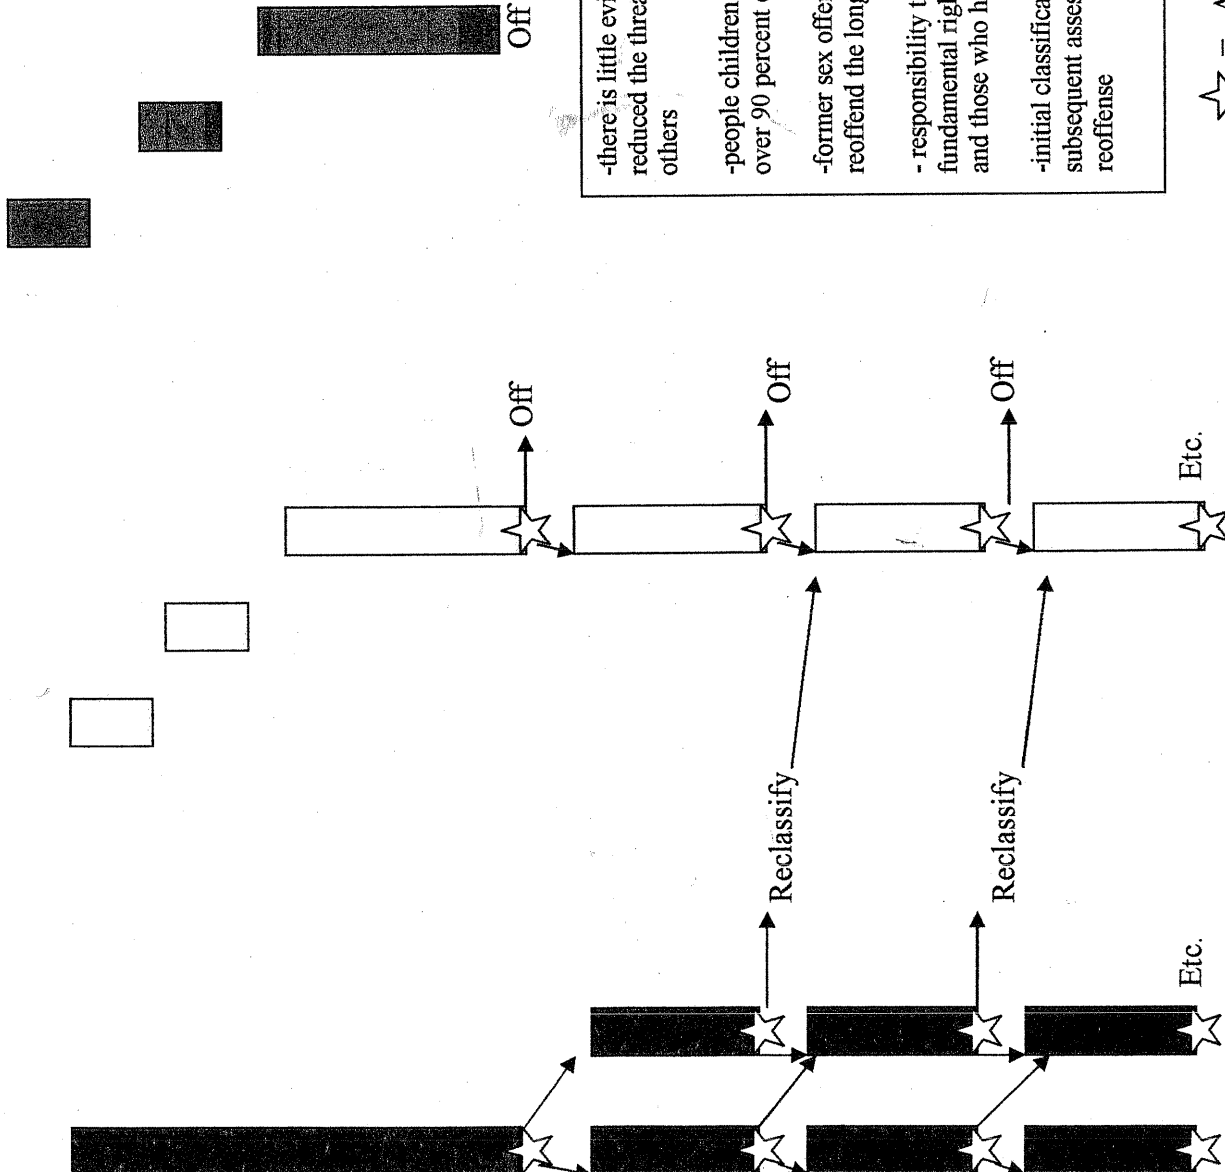 Off
Off
Off
Off
Etc.
Reclassify
Reclassify
Etc.
-there is little evi
reduced the threa
others
-people children
over 90 percent
-former sex offe
reoffend the long
- responsibility t
fundamental righ
and those who h
-initial classifica
subsequent asses
reoffense